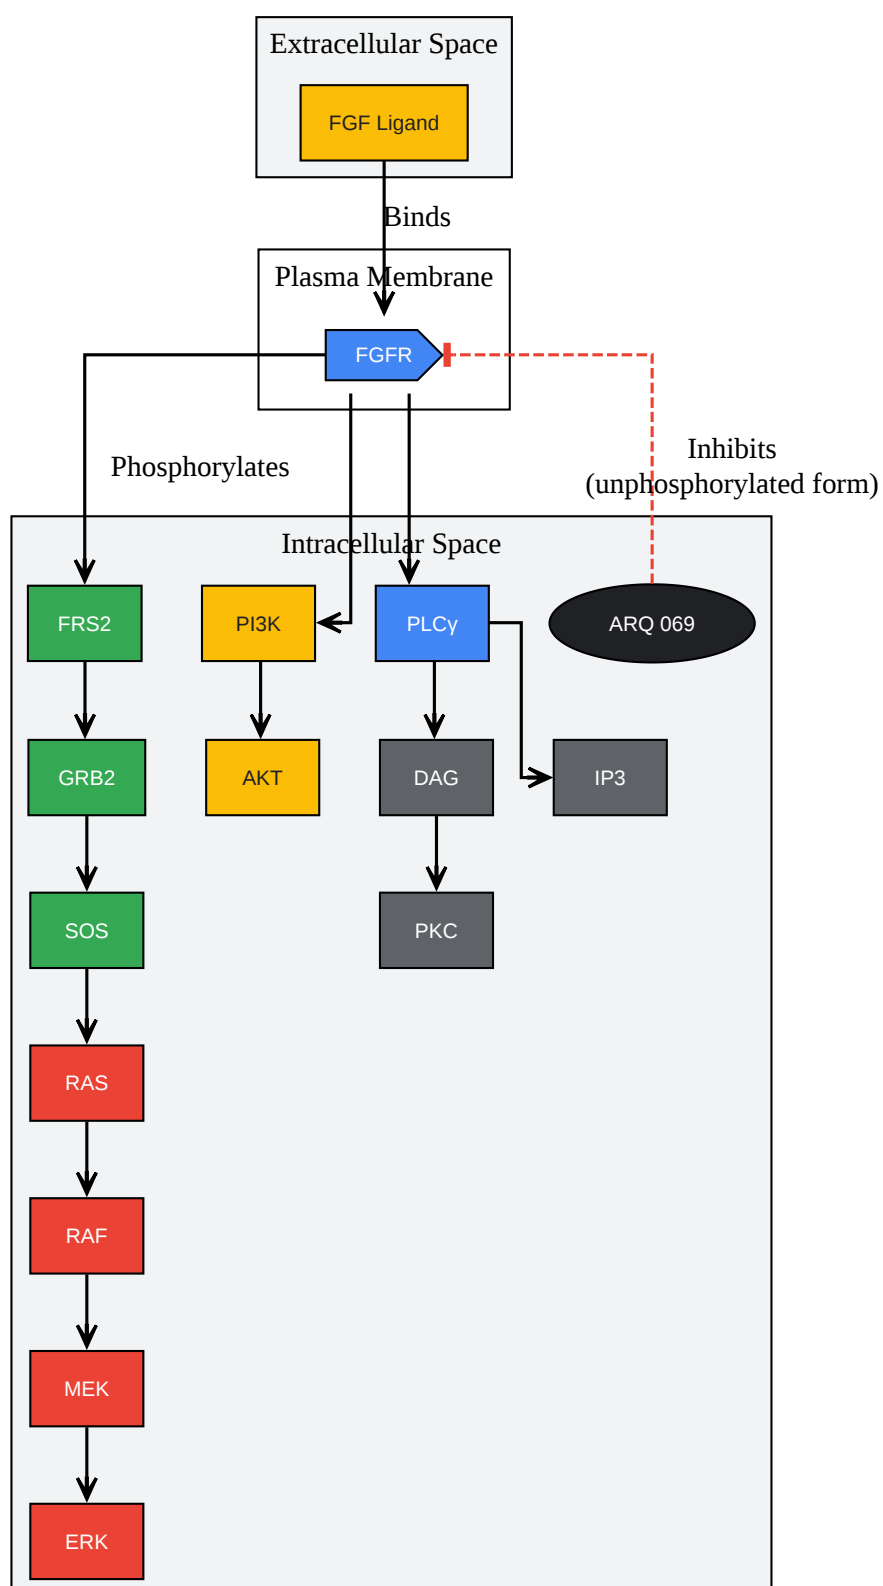 Extracellular Space
FGF Ligand
Binds
Plasma Membrane
FGFR
Phosphorylates
Inhibits
(unphosphorylated form)
Intracellular Space
FRS2
PI3K
PLCγ
ARQ 069
GRB2
AKT
DAG
IP3
SOS
PKC
RAS
RAF
MEK
ERK